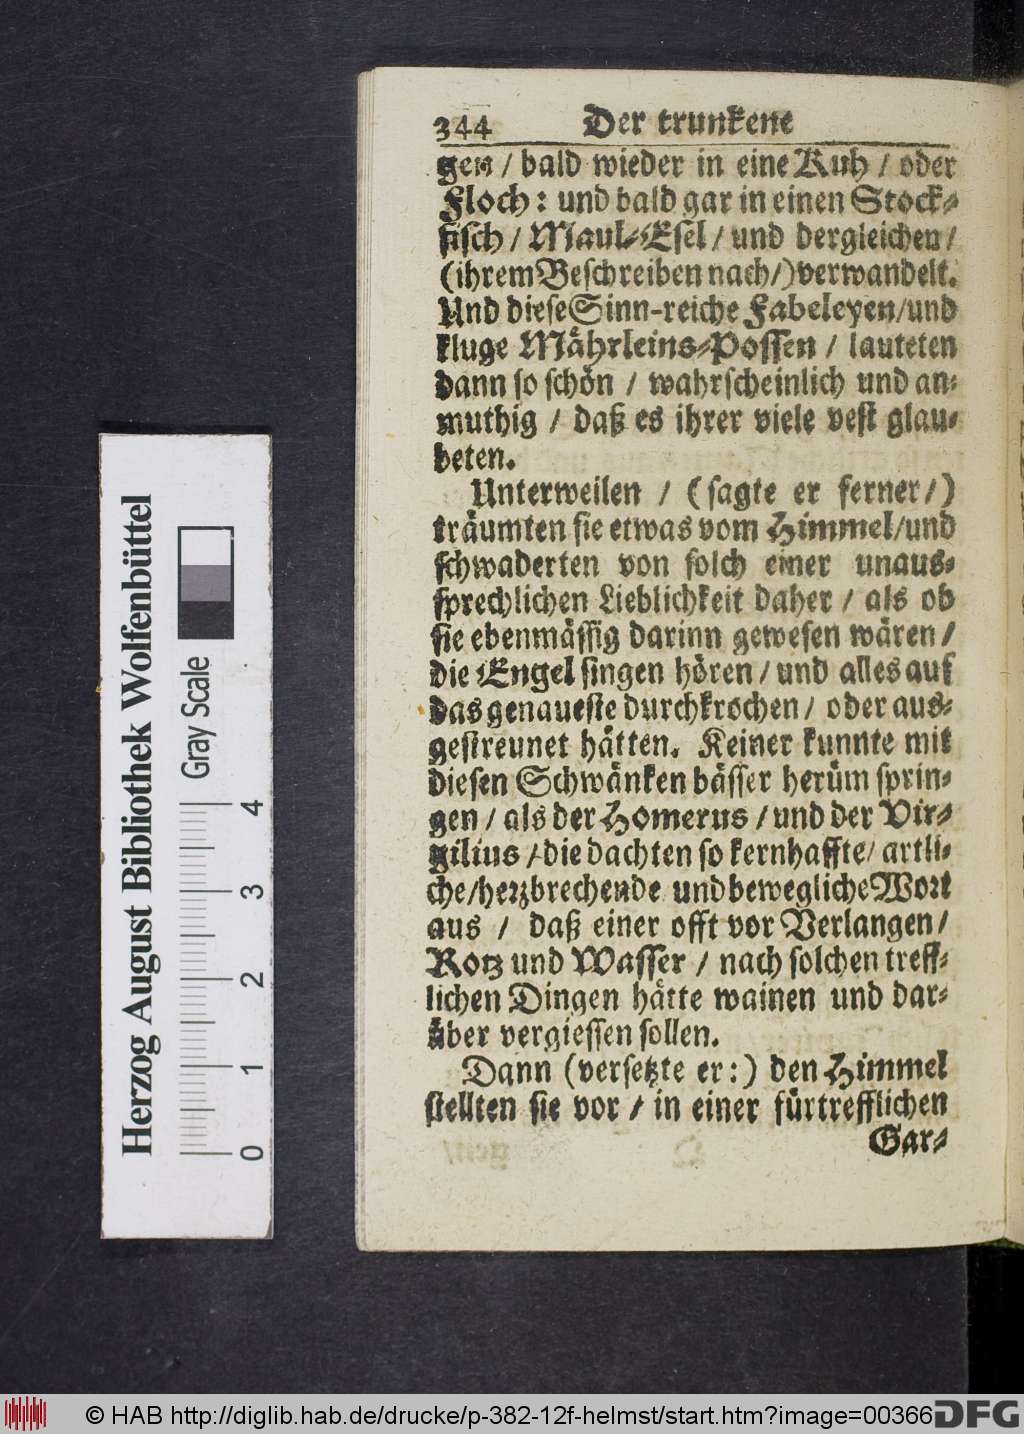 344 Der trunkene
gen / bald wieder in eine Kuh / oder
Floch: und bald gar in einen Stock-
fisch / Maul-Esel / und dergleichen /
(ihrem Beschreiben nach/) verwandelt.
Und diese Sinn-reiche Fabeleyen/und
kluge Mährleins-Possen / lauteten
dann so schön / wahrscheinlich und an-
muthig / daß es ihrer viele vest glau-
beten.
Unterweilen / (sagte er ferner/)
träumten sie etwas vom Himmel/und
schwaderten von solch einer unaus-
sprechlichen Lieblichkeit daher / als ob
sie ebenmässig darinn gewesen wären /
die Engel singen hören / und alles auf
das genaueste durchkrochen / oder aus-
gestreunet hätten. Keiner kunnte mit
diesen Schwänken bässer herüm sprin-
gen / als der Homerus / und der Vir-
gilius / die dachten so kernhaffte/ artli-
che/herzbrechende und bewegliche Wort
aus / daß einer offt vor Verlangen /
Rotz und Wasser / nach solchen treff-
lichen Dingen hätte wainen und dar-
über vergiessen sollen.
Dann (versetzte er:) den Himmel
stellten sie vor / in einer fürtrefflichen
Gar-
Herzog August Bibliothek Wolfenbüttel
Gray Scale
0 1 2 3 4
© HAB http://diglib.hab.de/drucke/p-382-12f-helmst/start.htm?image=00366
DFG